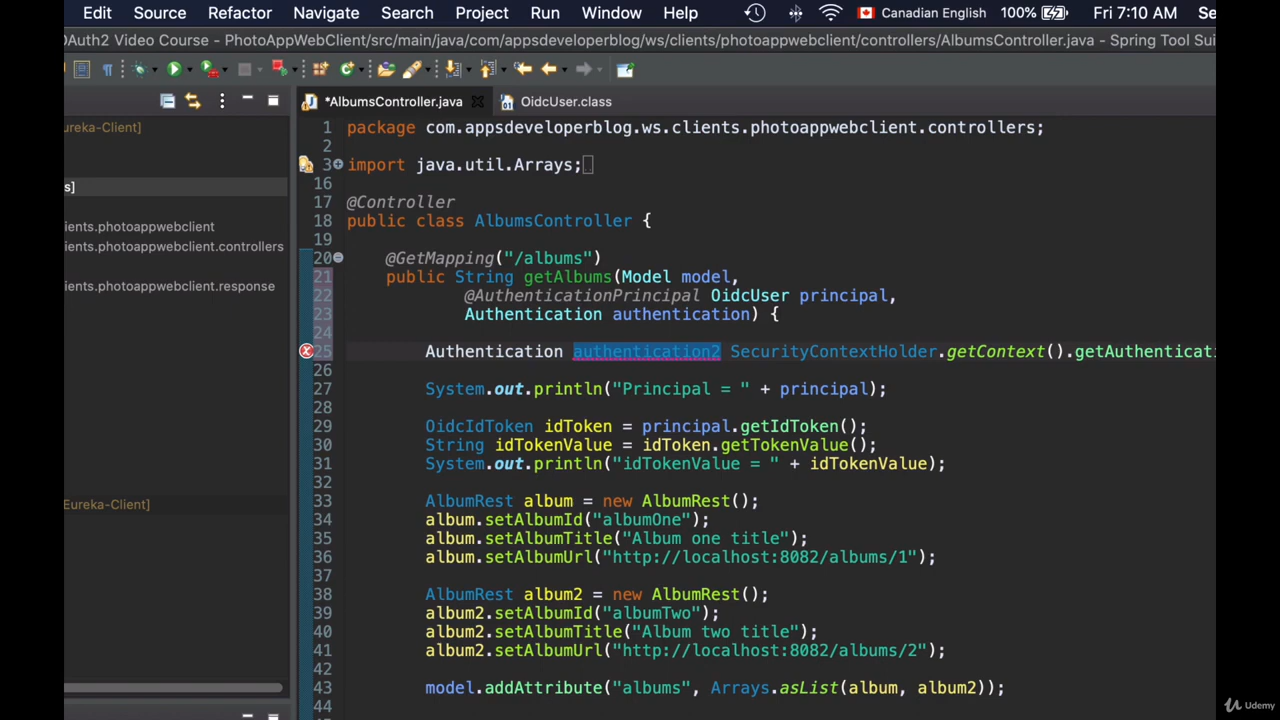 Edit Source Refactor Navigate Search Project Run Window Help Canadian English 100% Fri 7:10 AM Se
OAuth2 Video Course - PhotoAppWebClient/src/main/java/com/appsdeveloperblog/ws/clients/photoappwebclient/controllers/AlbumsController.java - Spring Tool Sui
*AlbumsController.java OidcUser.class
Eureka-Client]
s]
ients.photoappwebclient
ients.photoappwebclient.controllers
ients.photoappwebclient.response
Eureka-Client]
1 package com.appsdeveloperblog.ws.clients.photoappwebclient.controllers;
2
3 import java.util.Arrays;
16
17 @Controller
18 public class AlbumsController {
19
20 @GetMapping("/albums")
21 public String getAlbums(Model model,
22 @AuthenticationPrincipal OidcUser principal,
23 Authentication authentication) {
24
25 Authentication authentication2 SecurityContextHolder.getContext().getAuthenticati
26
27 System.out.println("Principal = " + principal);
28
29 OidcIdToken idToken = principal.getIdToken();
30 String idTokenValue = idToken.getTokenValue();
31 System.out.println("idTokenValue = " + idTokenValue);
32
33 AlbumRest album = new AlbumRest();
34 album.setAlbumId("albumOne");
35 album.setAlbumTitle("Album one title");
36 album.setAlbumUrl("http://localhost:8082/albums/1");
37
38 AlbumRest album2 = new AlbumRest();
39 album2.setAlbumId("albumTwo");
40 album2.setAlbumTitle("Album two title");
41 album2.setAlbumUrl("http://localhost:8082/albums/2");
42
43 model.addAttribute("albums", Arrays.asList(album, album2));
44
Udemy